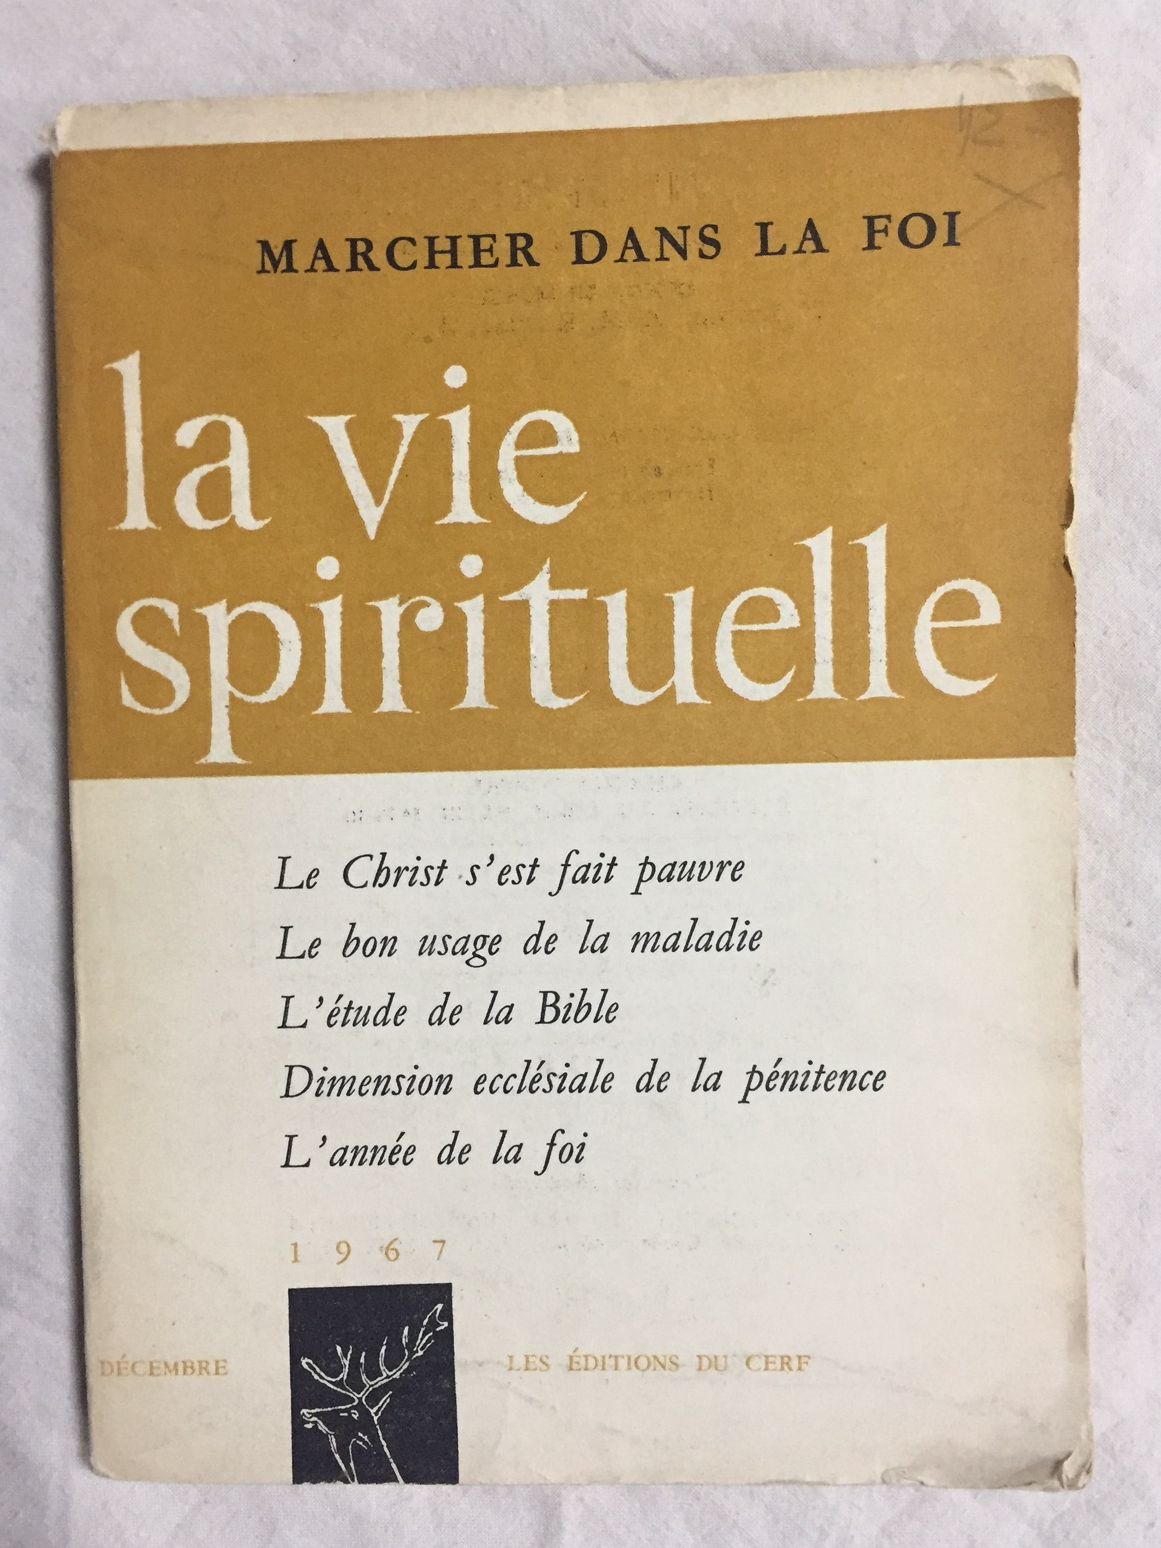 MARCHER DANS LA FOI
la vie
spirituelle
Le Christ s'est fait pauvre
Le bon usage de la maladie
L'étude de la Bible
Dimension ecclésiale de la pénitence
L'année de la foi
1967
DÉCEMBRE
LES ÉDITIONS DU CERF